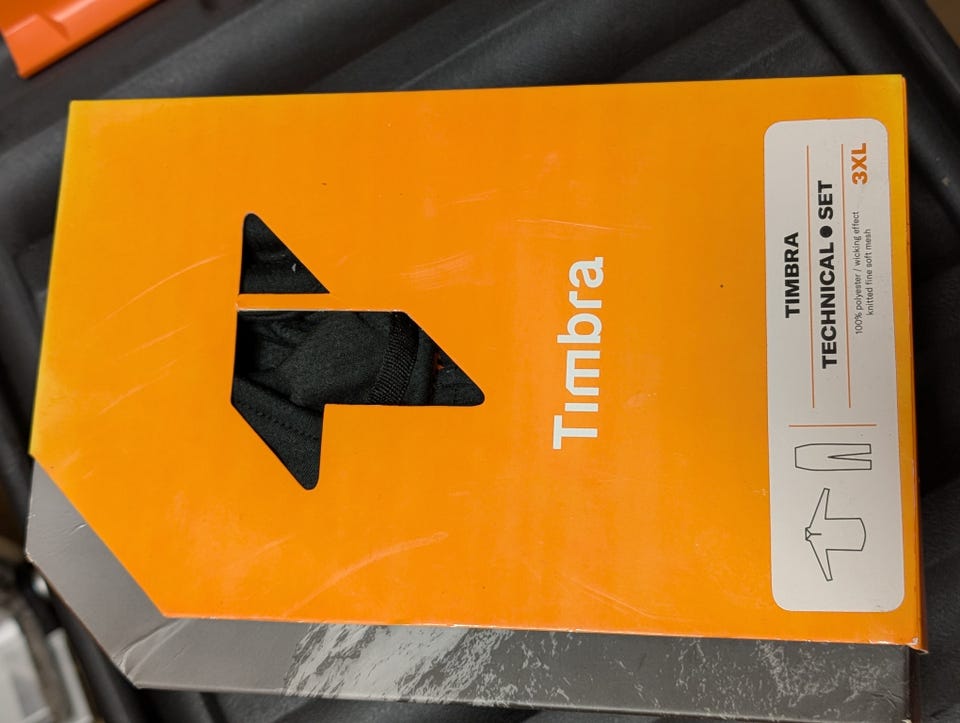 Timbra
TIMBRA
TECHNICAL ● SET
100% polyester / wicking effect
knitted fine soft mesh
3XL